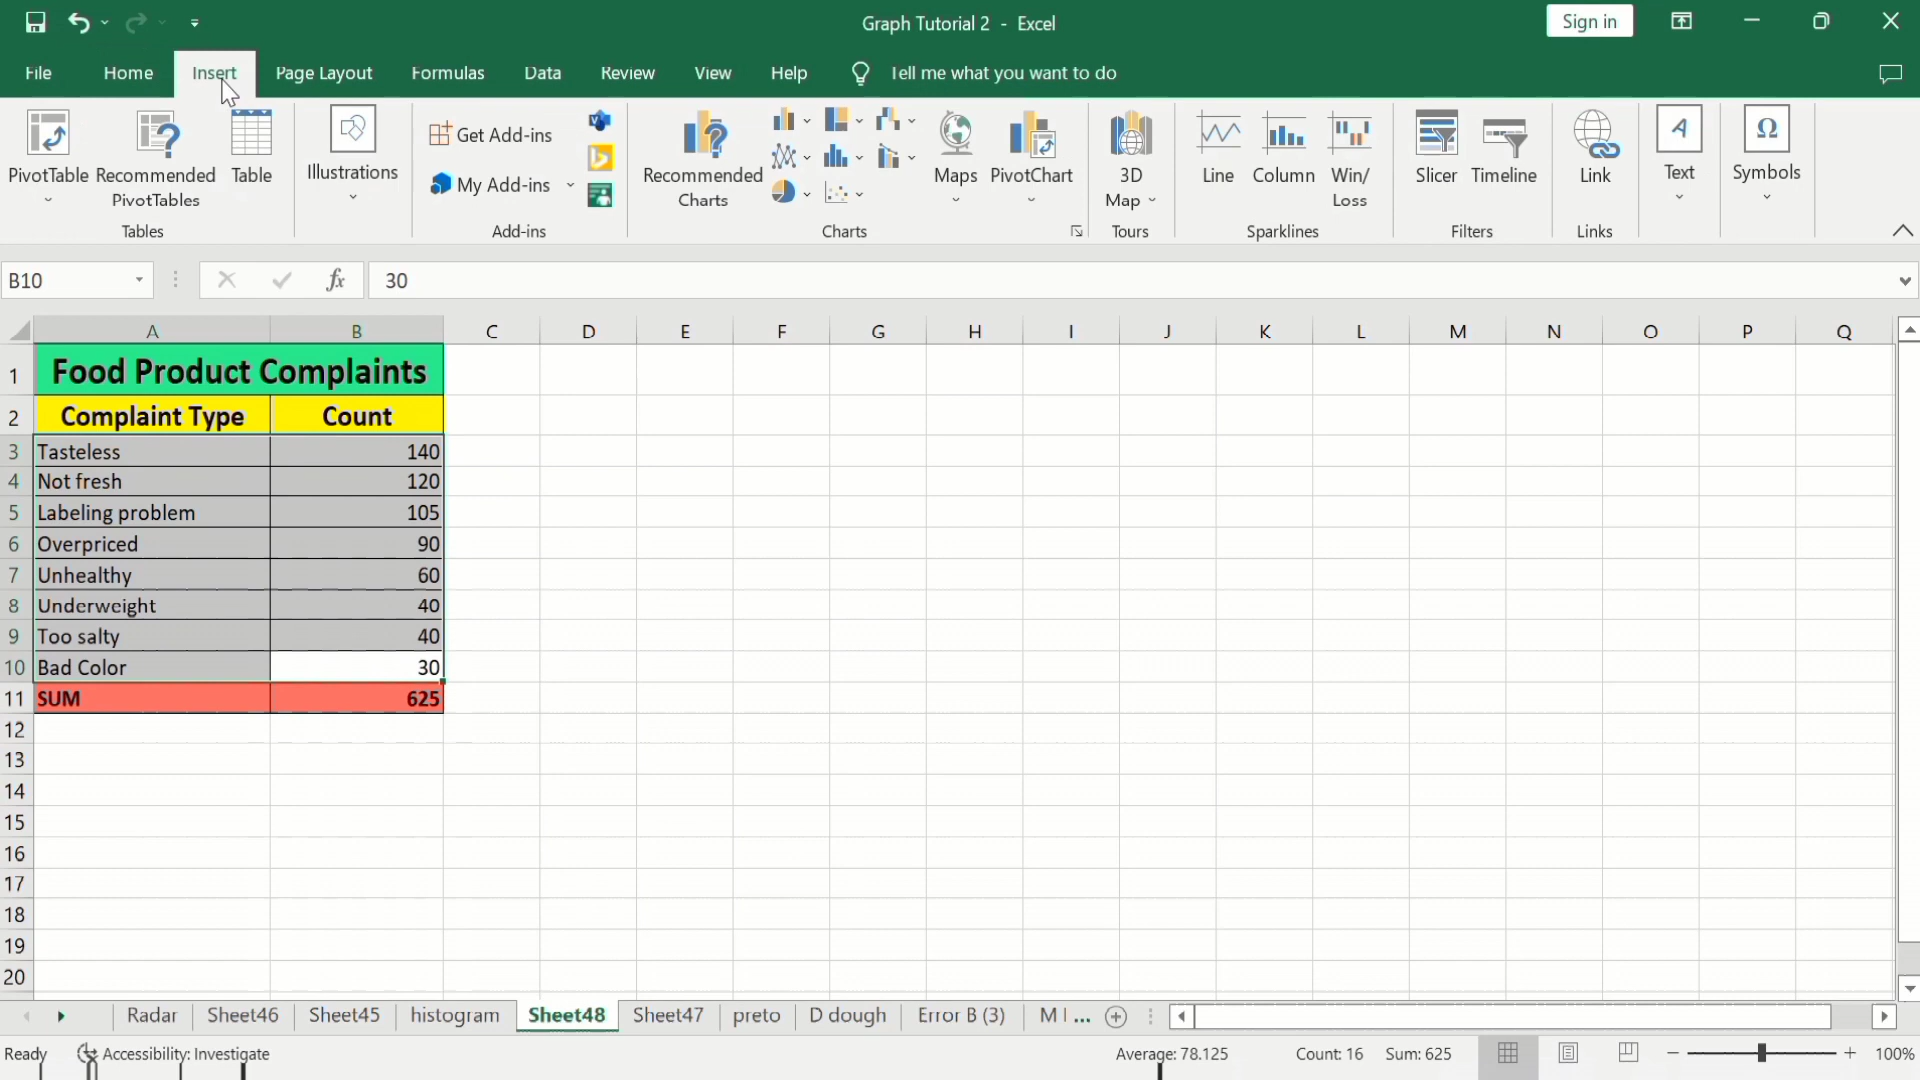 Graph Tutorial 2 - Excel
Sign in
File Home Insert Page Layout Formulas Data Review View Help Tell me what you want to do
PivotTable
Recommended PivotTables
Table
Tables
Illustrations
Get Add-ins
My Add-ins
Add-ins
Recommended Charts
Maps
PivotChart
Charts
3D Map
Tours
Line
Column
Win/ Loss
Sparklines
Slicer
Timeline
Filters
Link
Links
Text
Symbols
B10 fx 30
A B C D E F G H I J K L M N O P Q
1 Food Product Complaints
2 Complaint Type Count
3 Tasteless 140
4 Not fresh 120
5 Labeling problem 105
6 Overpriced 90
7 Unhealthy 60
8 Underweight 40
9 Too salty 40
10 Bad Color 30
11 SUM 625
12
13
14
15
16
17
18
19
20
Radar Sheet46 Sheet45 histogram Sheet48 Sheet47 preto D dough Error B (3) M I ...
Ready Accessibility: Investigate Average: 78.125 Count: 16 Sum: 625 100%